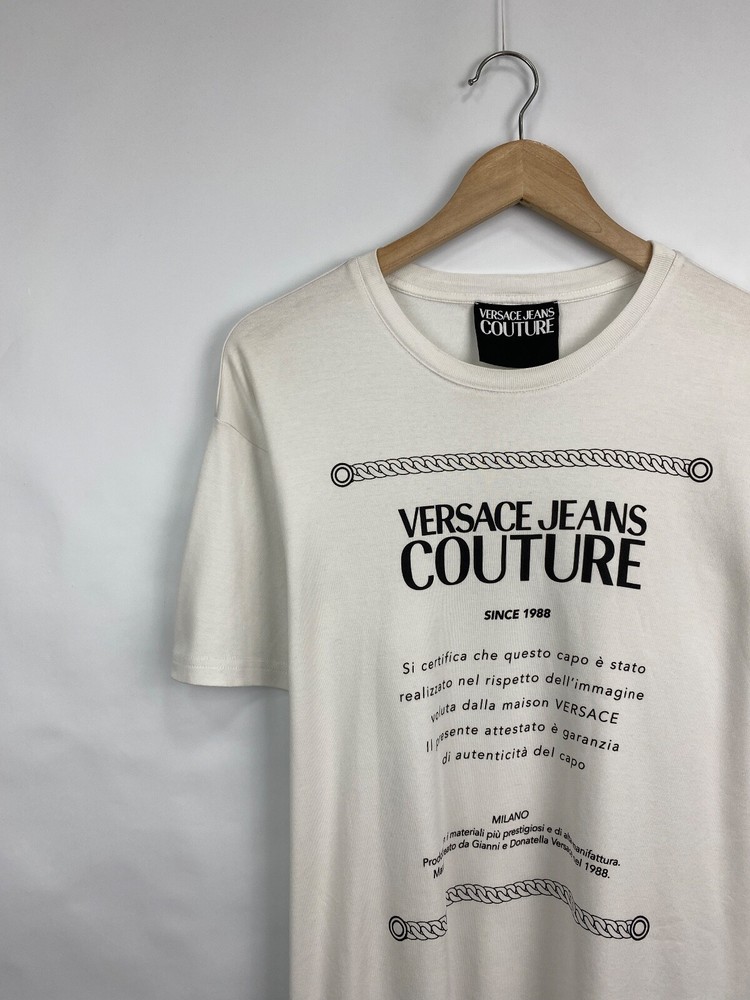 VERSACE JEANS
COUTURE
VERSACE JEANS
COUTURE
SINCE 1988
Si certifica che questo capo è stato
realizzato nel rispetto dell'immagine
voluta dalla maison VERSACE
Il presente attestato è garanzia
di autenticità del capo
MILANO
i materiali più prestigiosi e di manifattura.
da Gianni e Donatella 1988.